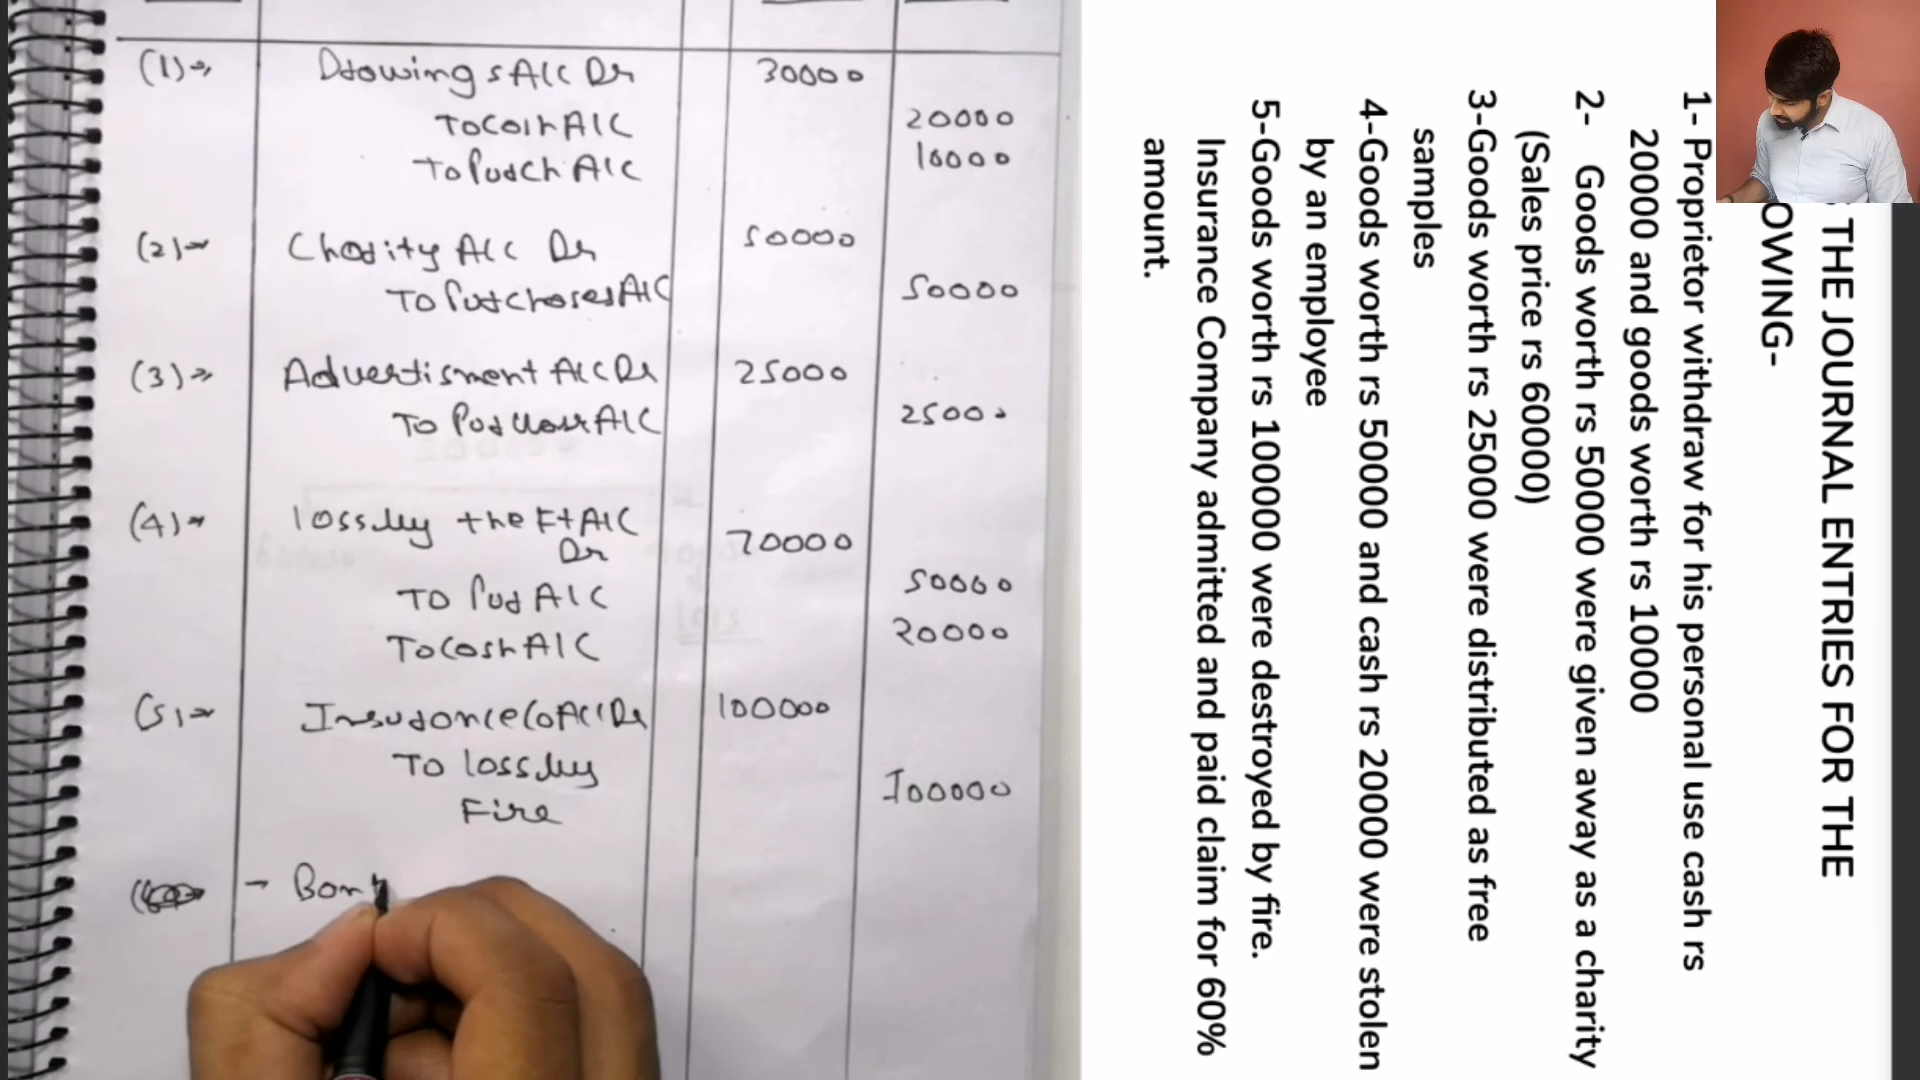 (1) Drawings A/C Dr 30000
To Cash A/C 20000
To Purch A/C 10000
(2) Charity A/C Dr 50000
To Purchases A/C 50000
(3) Advertisment A/C Dr 25000
To Purchase A/C 25000
(4) loss by theft A/C
Dr 70000
To Pur A/C 50000
To Cash A/C 20000
(5) Insurance Co A/C Dr 100000
To loss by
Fire 100000
- Bank
THE JOURNAL ENTRIES FOR THE
OWING-
1- Proprietor withdraw for his personal use cash rs
20000 and goods worth rs 10000
2- Goods worth rs 50000 were given away as a charity
(Sales price rs 60000)
3-Goods worth rs 25000 were distributed as free
samples
4-Goods worth rs 50000 and cash rs 20000 were stolen
by an employee
5-Goods worth rs 100000 were destroyed by fire.
Insurance Company admitted and paid claim for 60%
amount.